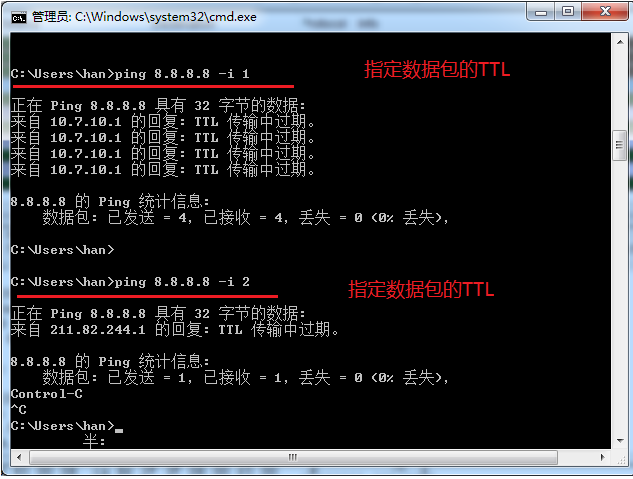 管理员: C:\Windows\system32\cmd.exe
C:\Users\han>ping 8.8.8.8 -i 1
指定数据包的TTL
正在 Ping 8.8.8.8 具有 32 字节的数据:
来自 10.7.10.1 的回复: TTL 传输中过期。
来自 10.7.10.1 的回复: TTL 传输中过期。
来自 10.7.10.1 的回复: TTL 传输中过期。
来自 10.7.10.1 的回复: TTL 传输中过期。
8.8.8.8 的 Ping 统计信息:
数据包: 已发送 = 4, 已接收 = 4, 丢失 = 0 (0% 丢失),
C:\Users\han>
C:\Users\han>ping 8.8.8.8 -i 2
指定数据包的TTL
正在 Ping 8.8.8.8 具有 32 字节的数据:
来自 211.82.244.1 的回复: TTL 传输中过期。
8.8.8.8 的 Ping 统计信息:
数据包: 已发送 = 1, 已接收 = 1, 丢失 = 0 (0% 丢失),
Control-C
^C
C:\Users\han>_
半: